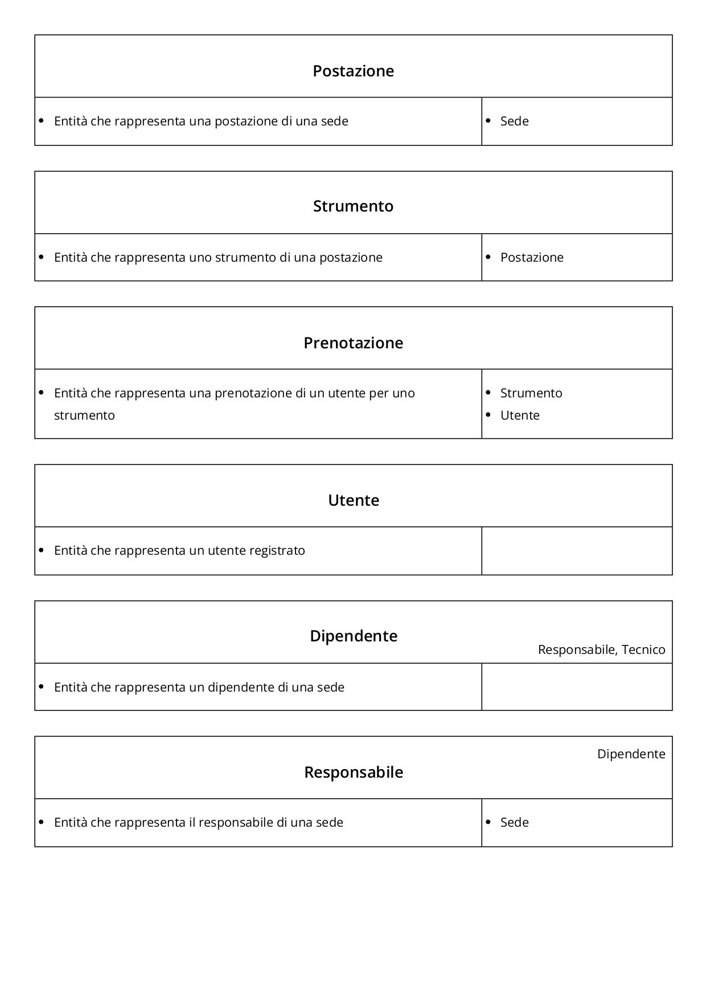 Postazione
• Entità che rappresenta una postazione di una sede
• Sede
Strumento
• Entità che rappresenta uno strumento di una postazione
• Postazione
Prenotazione
• Entità che rappresenta una prenotazione di un utente per uno
strumento
• Strumento
• Utente
Utente
• Entità che rappresenta un utente registrato
Dipendente
Responsabile, Tecnico
• Entità che rappresenta un dipendente di una sede
Dipendente
Responsabile
• Entità che rappresenta il responsabile di una sede
• Sede